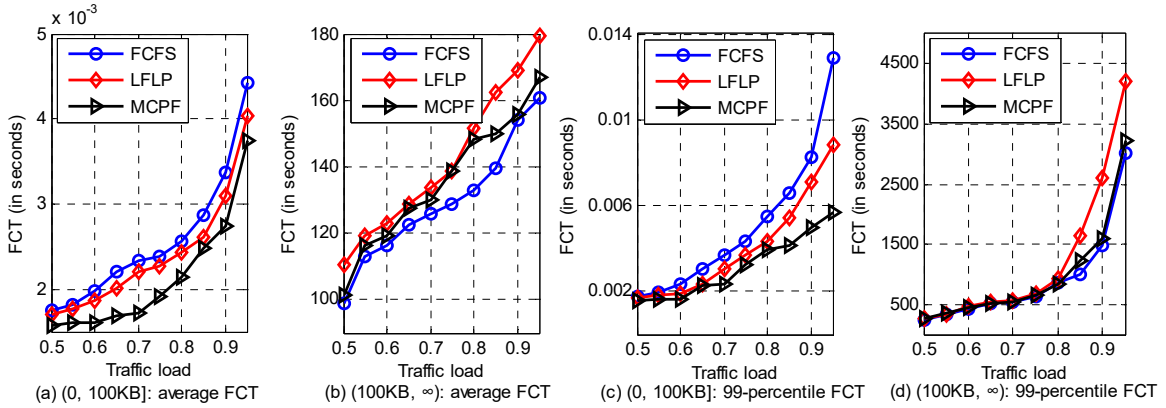 5 x 10⁻³
4
3
2
FCT (in seconds)
FCFS
LFLP
MCPF
0.5 0.6 0.7 0.8 0.9
Traffic load
(a) (0, 100KB]: average FCT
180
160
140
120
100
FCT (in seconds)
FCFS
LFLP
MCPF
0.5 0.6 0.7 0.8 0.9
Traffic load
(b) (100KB, ∞): average FCT
0.014
0.01
0.006
0.002
FCT (in seconds)
FCFS
LFLP
MCPF
0.5 0.6 0.7 0.8 0.9
Traffic load
(c) (0, 100KB]: 99-percentile FCT
4500
3500
2500
1500
500
FCT (in seconds)
FCFS
LFLP
MCPF
0.5 0.6 0.7 0.8 0.9
Traffic load
(d) (100KB, ∞): 99-percentile FCT